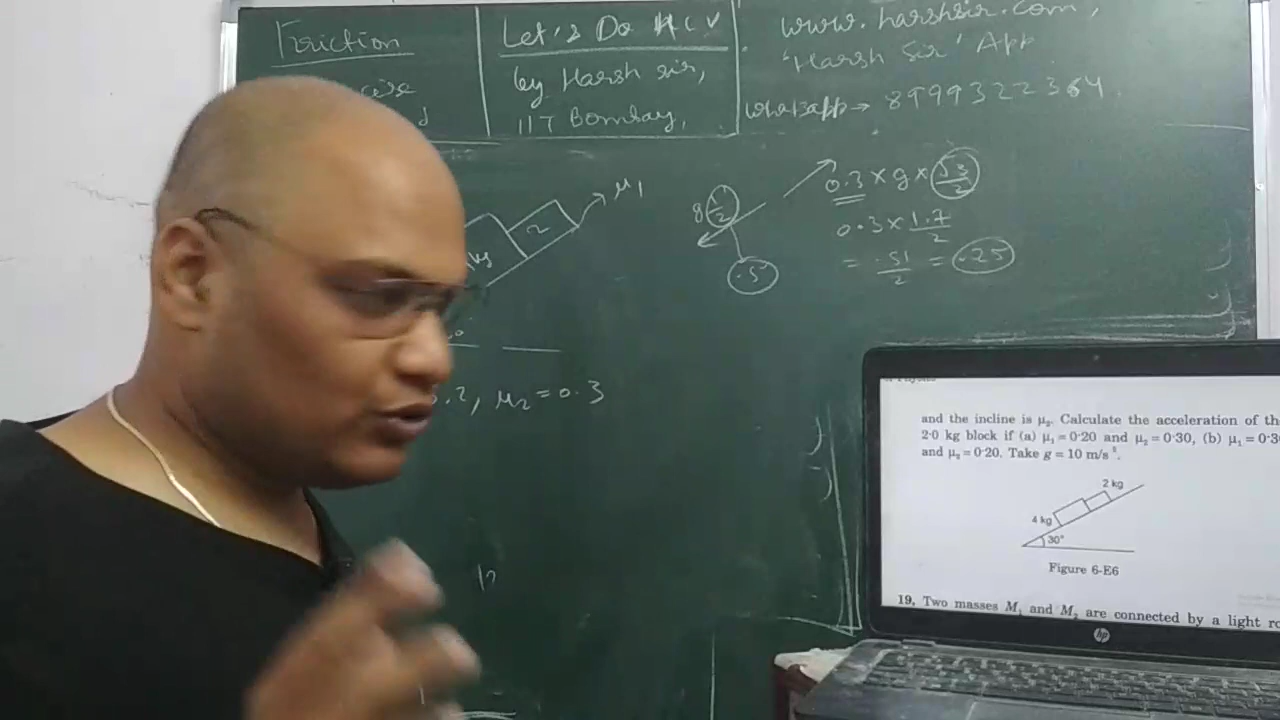 Friction
Let's Do HCV
by Harsh sir,
IIT Bombay,
www.harshsir.com,
'Harsh Sir' App
whatsapp → 8999322364
μ1
2
g 1/2
.5
0.3 × g × √3/2
0.3 × 1.7/2
= .51/2 = .25
0.2, μ2 = 0.3
and the incline is μ2. Calculate the acceleration of th
2·0 kg block if (a) μ1 = 0·20 and μ2 = 0·30, (b) μ1 = 0·3
and μ2 = 0·20. Take g = 10 m/s 2.
2 kg
4 kg
30°
Figure 6-E6
19. Two masses M1 and M2 are connected by a light ro
hp